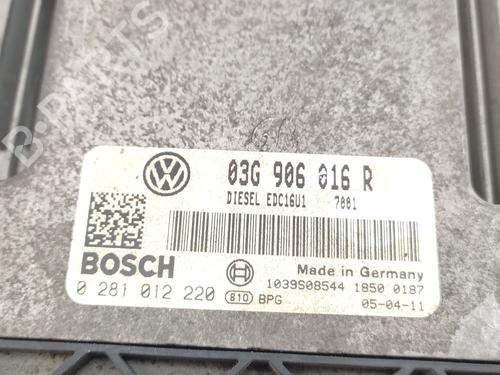 03G 906 016 R
DIESEL EDC16U1 7001
BOSCH
Made in Germany
0 281 012 220 810 BPG
1039S08544 1850 0187
05-04-11